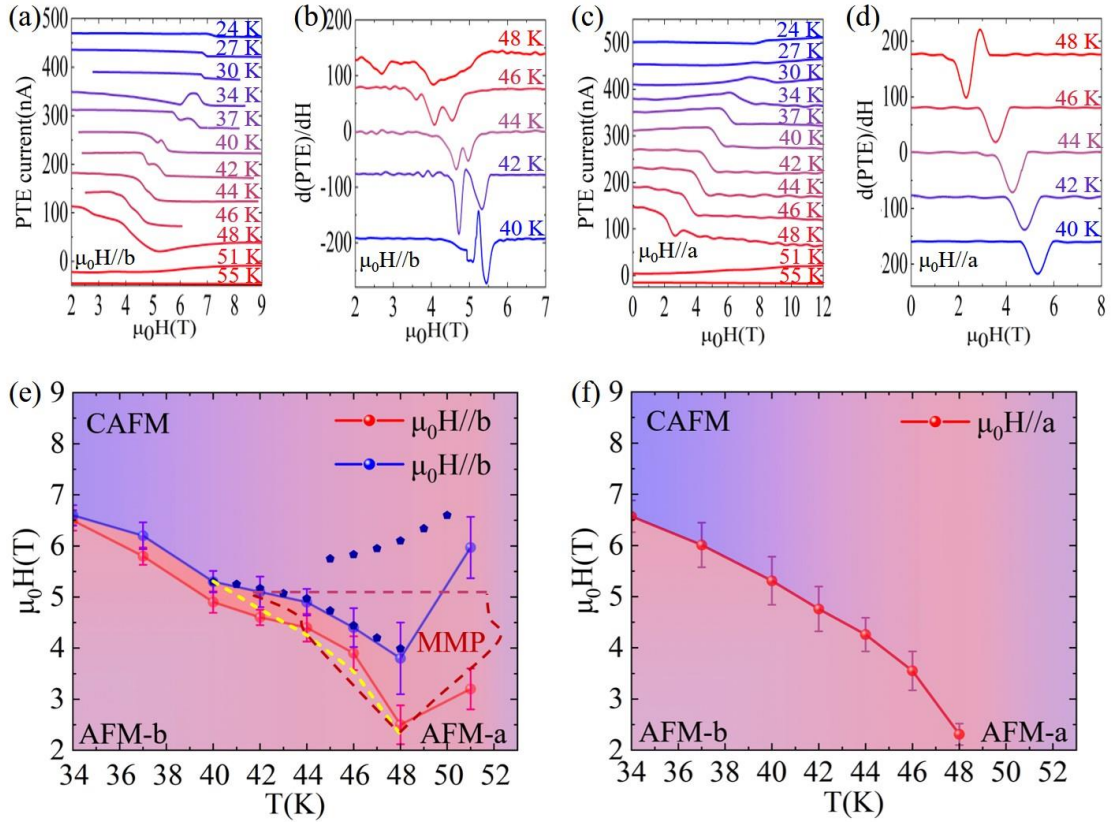 (a)
PTE current(nA)
500
450
400
350
300
250
200
150
100
50
0
-50
24 K
27 K
30 K
34 K
37 K
40 K
42 K
44 K
46 K
48 K
51 K
55 K
μ₀H//b
2 3 4 5 6 7 8 9
μ₀H(T)
(b)
d(PTE)/dH
200
100
0
-100
-200
48 K
46 K
44 K
42 K
40 K
μ₀H//b
2 3 4 5 6 7
μ₀H(T)
(c)
PTE current(nA)
500
400
300
200
100
0
24 K
27 K
30 K
34 K
37 K
40 K
42 K
44 K
46 K
48 K
51 K
55 K
μ₀H//a
0 2 4 6 8 10 12
μ₀H(T)
(d)
d(PTE)/dH
200
100
0
100
200
48 K
46 K
44 K
42 K
40 K
μ₀H//a
0 2 4 6 8
μ₀H(T)
(e)
μ₀H(T)
9
8
7
6
5
4
3
2
CAFM
μ₀H//b
μ₀H//b
MMP
AFM-b
AFM-a
34 36 38 40 42 44 46 48 50 52
T(K)
(f)
μ₀H(T)
9
8
7
6
5
4
3
2
CAFM
μ₀H//a
AFM-b
AFM-a
34 36 38 40 42 44 46 48 50 52
T(K)